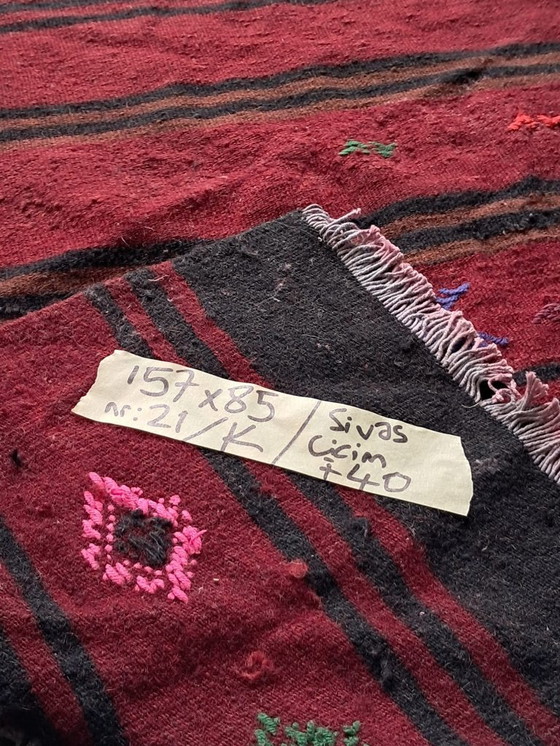 157x85 / Sivas
nr: 21 / K / Cicim
± 40